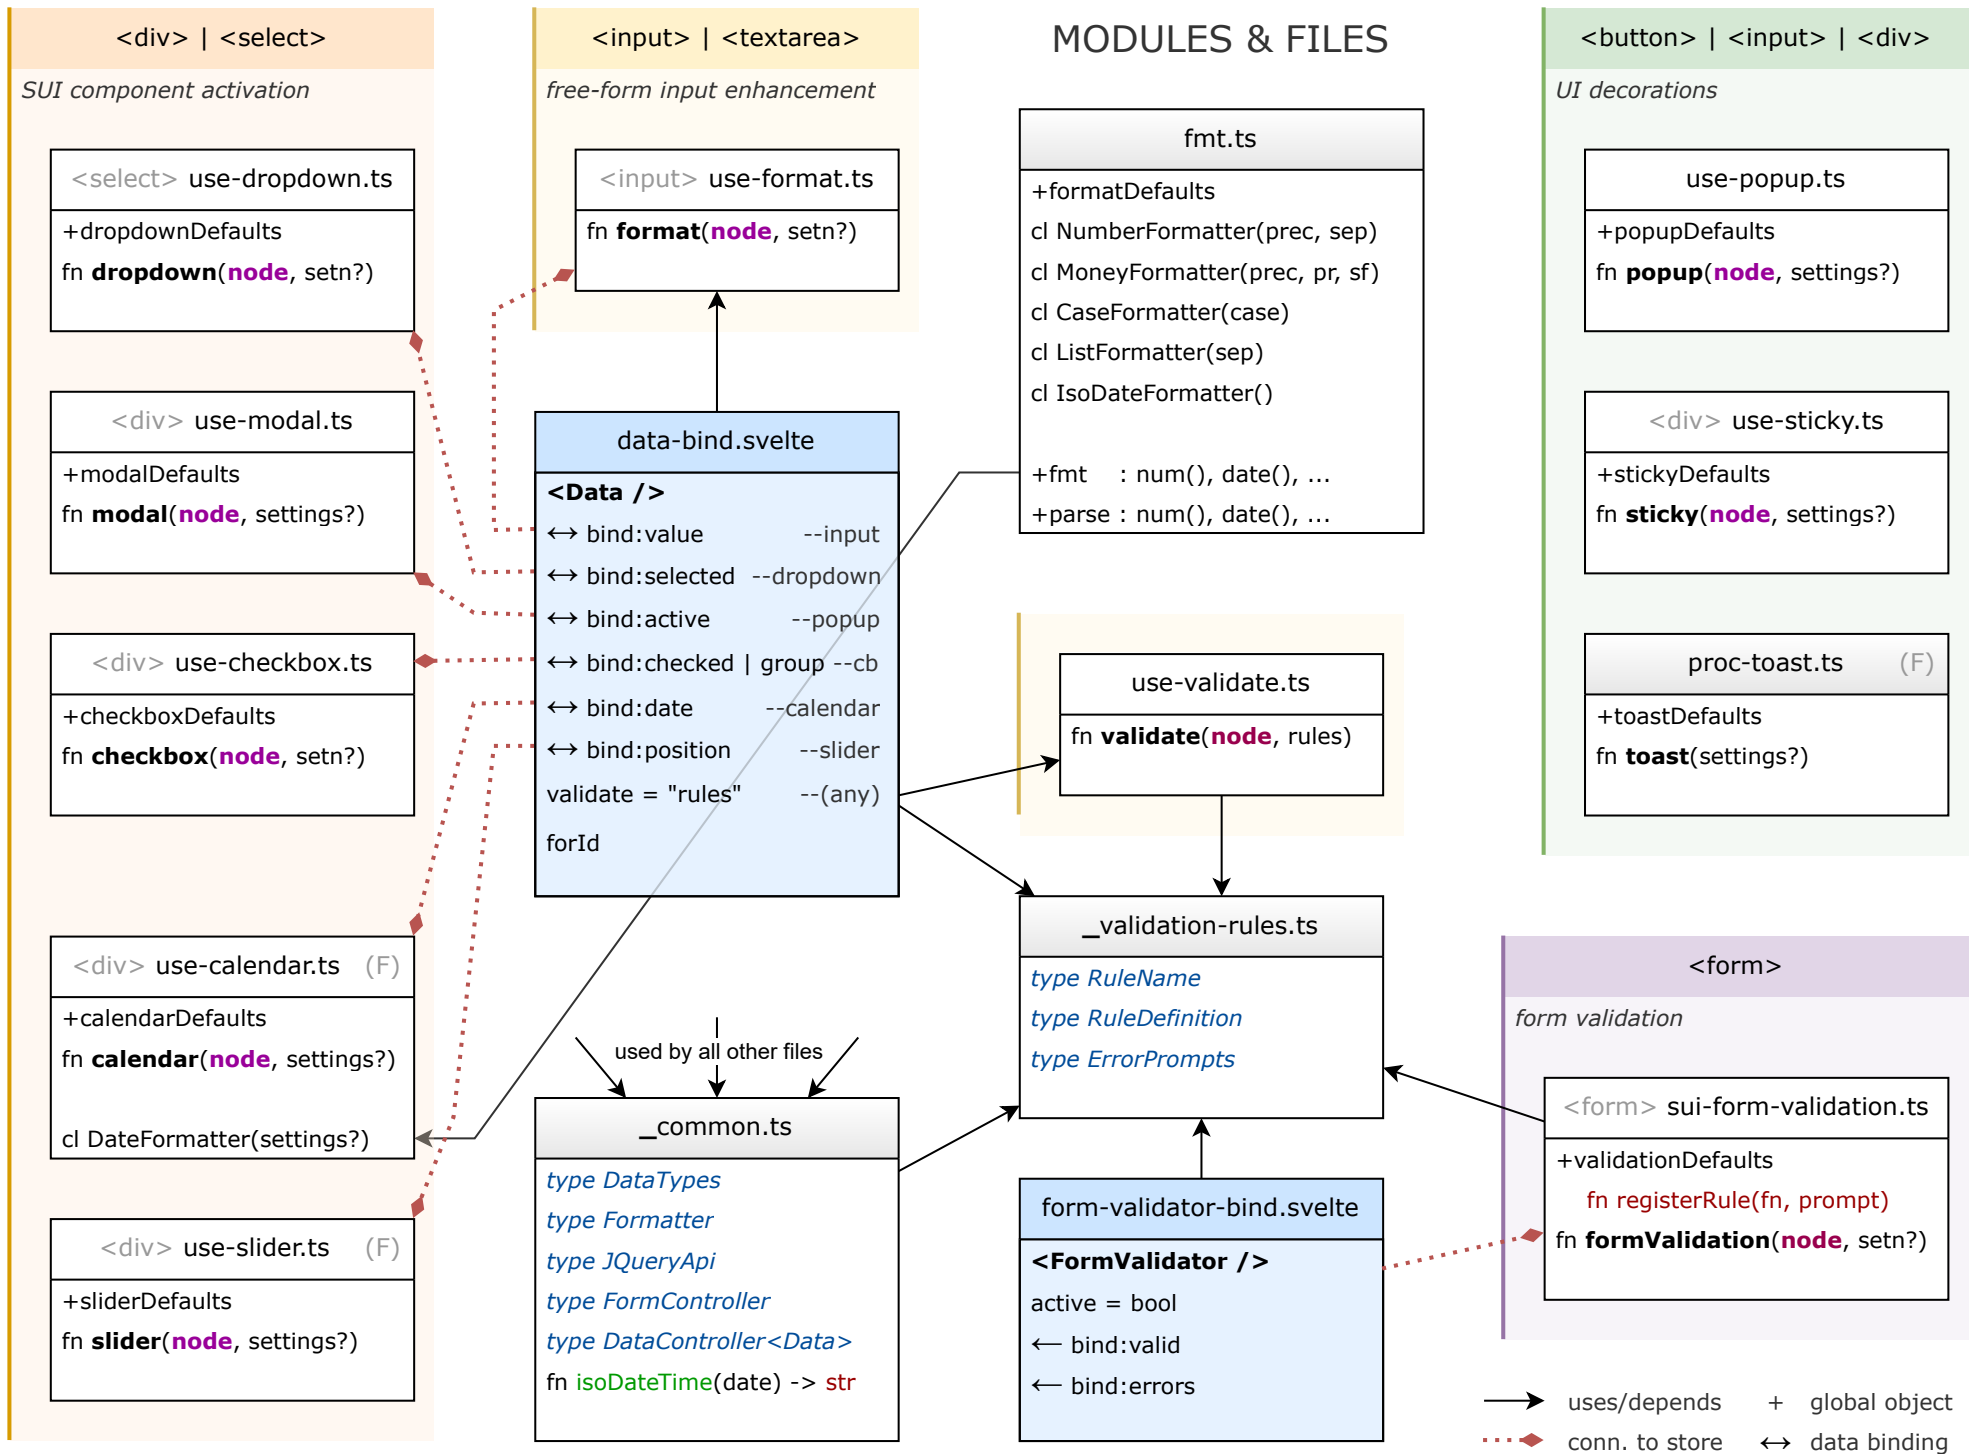 <div> | <select>
SUI component activation
<select> use-dropdown.ts
+dropdownDefaults
fn dropdown(node, setn?)
<div> use-modal.ts
+modalDefaults
fn modal(node, settings?)
<div> use-checkbox.ts
+checkboxDefaults
fn checkbox(node, setn?)
<div> use-calendar.ts (F)
+calendarDefaults
fn calendar(node, settings?)
cl DateFormatter(settings?)
<div> use-slider.ts (F)
+sliderDefaults
fn slider(node, settings?)
<input> | <textarea>
free-form input enhancement
<input> use-format.ts
fn format(node, setn?)
data-bind.svelte
<Data />
↔ bind:value --input
↔ bind:selected --dropdown
↔ bind:active --popup
↔ bind:checked | group --cb
↔ bind:date --calendar
↔ bind:position --slider
validate = "rules" --(any)
forId
used by all other files
_common.ts
type DataTypes
type Formatter
type JQueryApi
type FormController
type DataController<Data>
fn isoDateTime(date) -> str
MODULES & FILES
fmt.ts
+formatDefaults
cl NumberFormatter(prec, sep)
cl MoneyFormatter(prec, pr, sf)
cl CaseFormatter(case)
cl ListFormatter(sep)
cl IsoDateFormatter()
+fmt : num(), date(), ...
+parse : num(), date(), ...
use-validate.ts
fn validate(node, rules)
_validation-rules.ts
type RuleName
type RuleDefinition
type ErrorPrompts
form-validator-bind.svelte
<FormValidator />
active = bool
← bind:valid
← bind:errors
<button> | <input> | <div>
UI decorations
use-popup.ts
+popupDefaults
fn popup(node, settings?)
<div> use-sticky.ts
+stickyDefaults
fn sticky(node, settings?)
proc-toast.ts (F)
+toastDefaults
fn toast(settings?)
<form>
form validation
<form> sui-form-validation.ts
+validationDefaults
fn registerRule(fn, prompt)
fn formValidation(node, setn?)
uses/depends + global object
conn. to store ↔ data binding